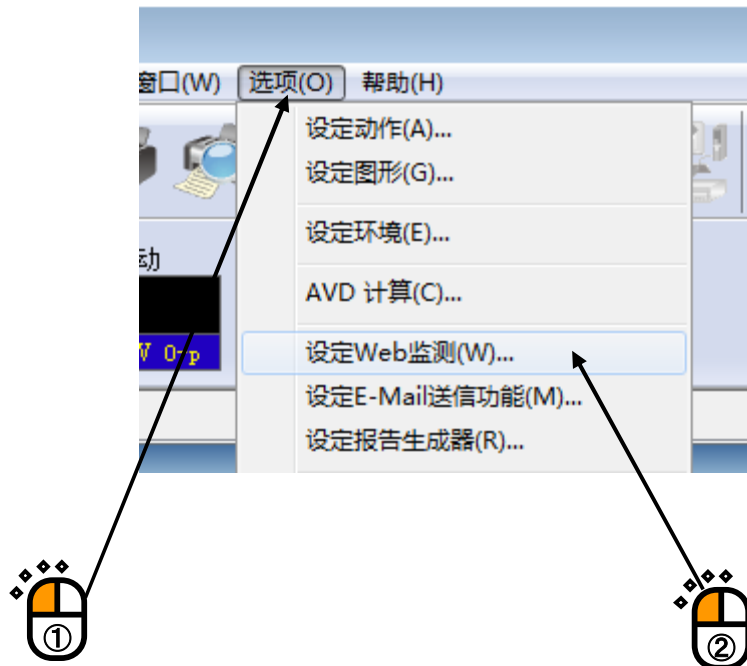 窗口(W) 选项(O) 帮助(H)
设定动作(A)...
设定图形(G)...
设定环境(E)...
动
AVD 计算(C)...
设定Web监测(W)...
V 0-p
设定E-Mail送信功能(M)...
设定报告生成器(R)...
① ②